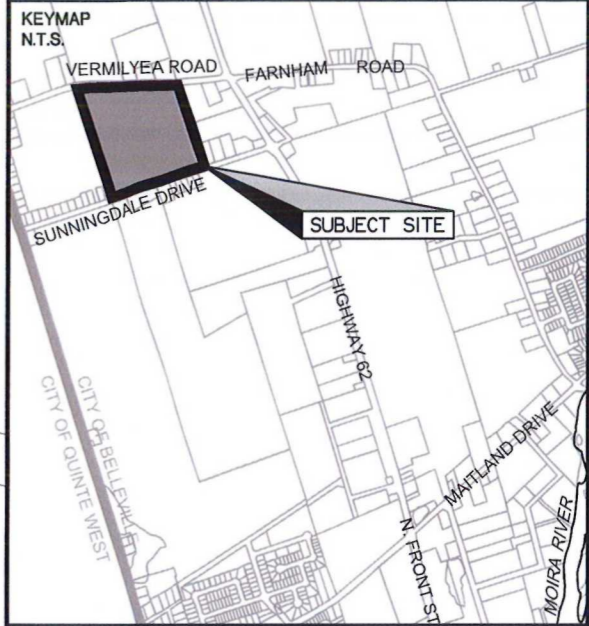 KEYMAP
N.T.S.
VERMILYEA ROAD
FARNHAM ROAD
SUNNINGDALE DRIVE
SUBJECT SITE
HIGHWAY 62
CITY OF BELLEVILLE
CITY OF QUINTE WEST
MAITLAND DRIVE
N. FRONT ST
MOIRA RIVER